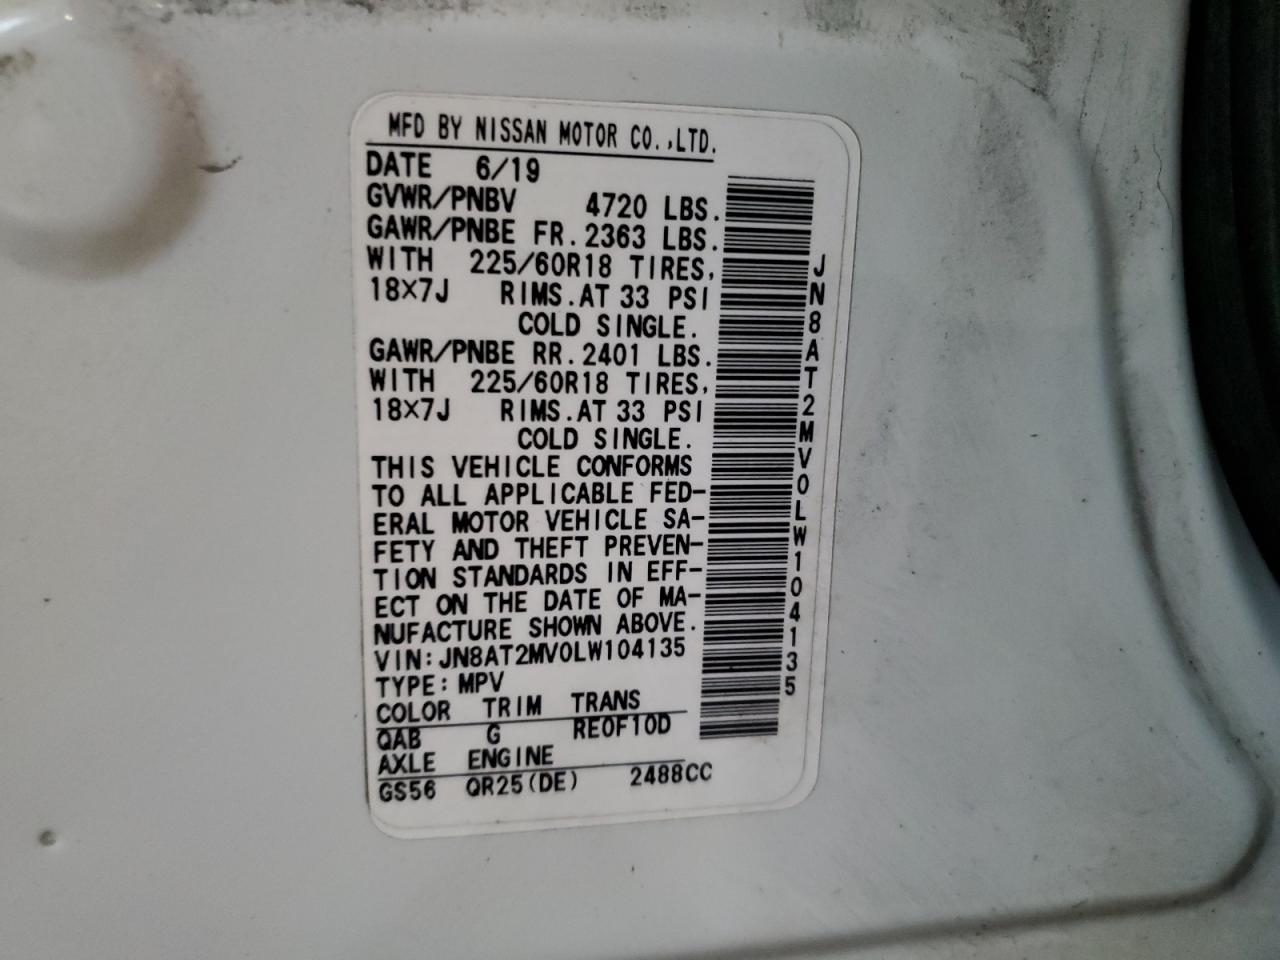 MFD BY NISSAN MOTOR CO.,LTD.
DATE 6/19
GVWR/PNBV 4720 LBS.
GAWR/PNBE FR.2363 LBS.
WITH 225/60R18 TIRES,
18×7J RIMS.AT 33 PSI
COLD SINGLE.
GAWR/PNBE RR.2401 LBS.
WITH 225/60R18 TIRES,
18×7J RIMS.AT 33 PSI
COLD SINGLE.
THIS VEHICLE CONFORMS
TO ALL APPLICABLE FED-
ERAL MOTOR VEHICLE SA-
FETY AND THEFT PREVEN-
TION STANDARDS IN EFF-
ECT ON THE DATE OF MA-
NUFACTURE SHOWN ABOVE.
VIN:JN8AT2MV0LW104135
TYPE:MPV
COLOR TRIM TRANS
QAB G RE0F10D
AXLE ENGINE
GS56 QR25(DE) 2488CC
JN8AT2MV0LW104135